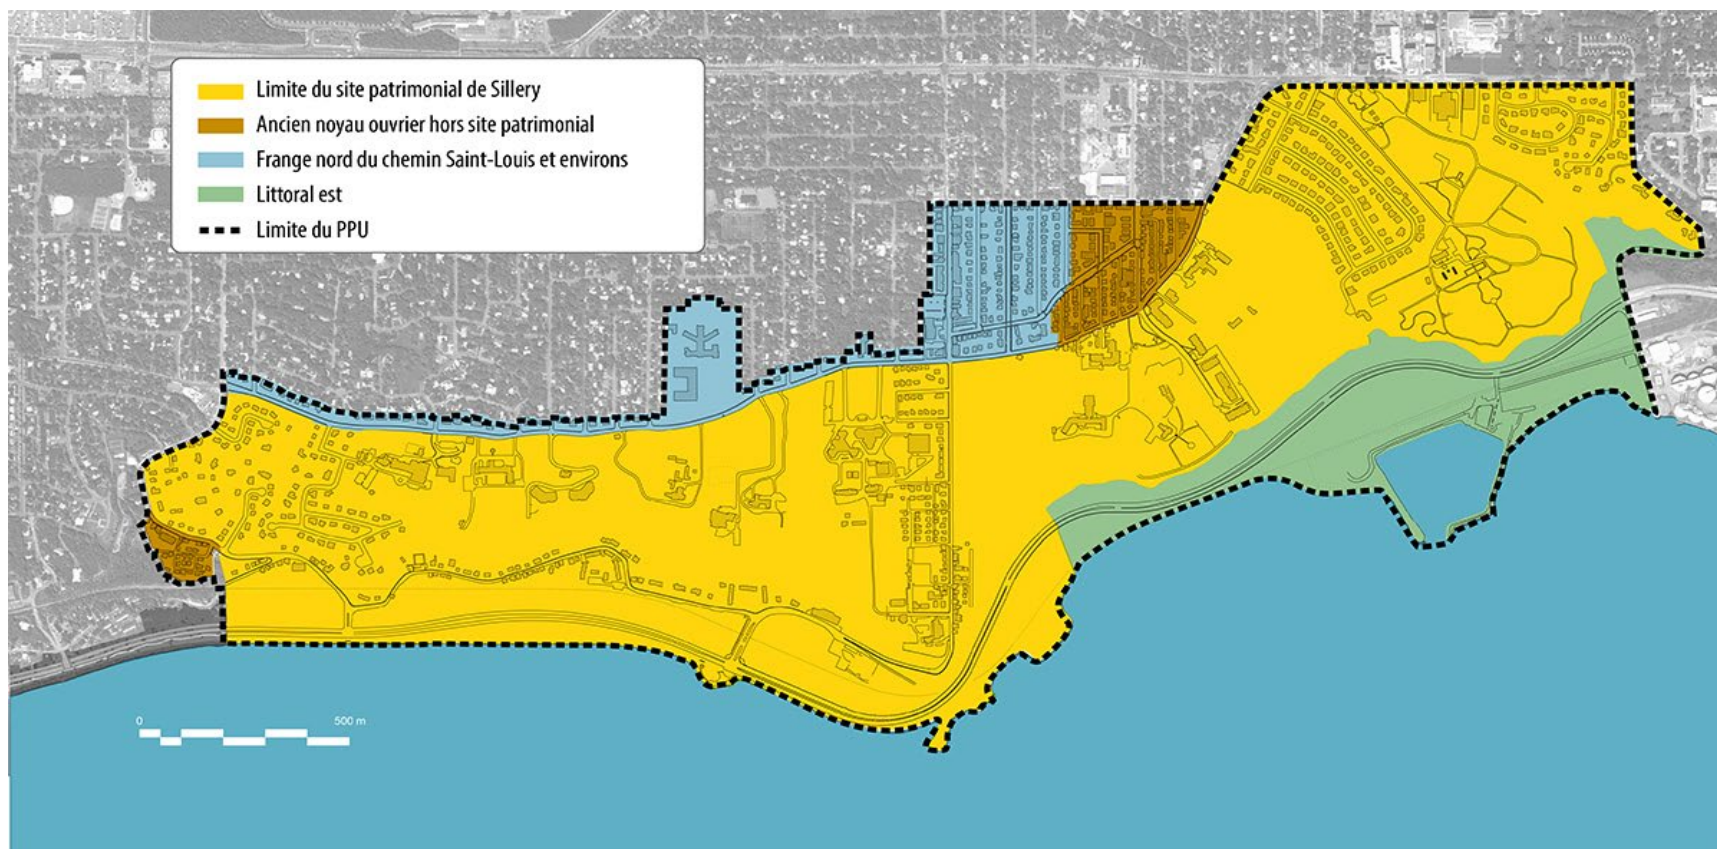 Limite du site patrimonial de Sillery
Ancien noyau ouvrier hors site patrimonial
Frange nord du chemin Saint-Louis et environs
Littoral est
Limite du PPU
0 500 m